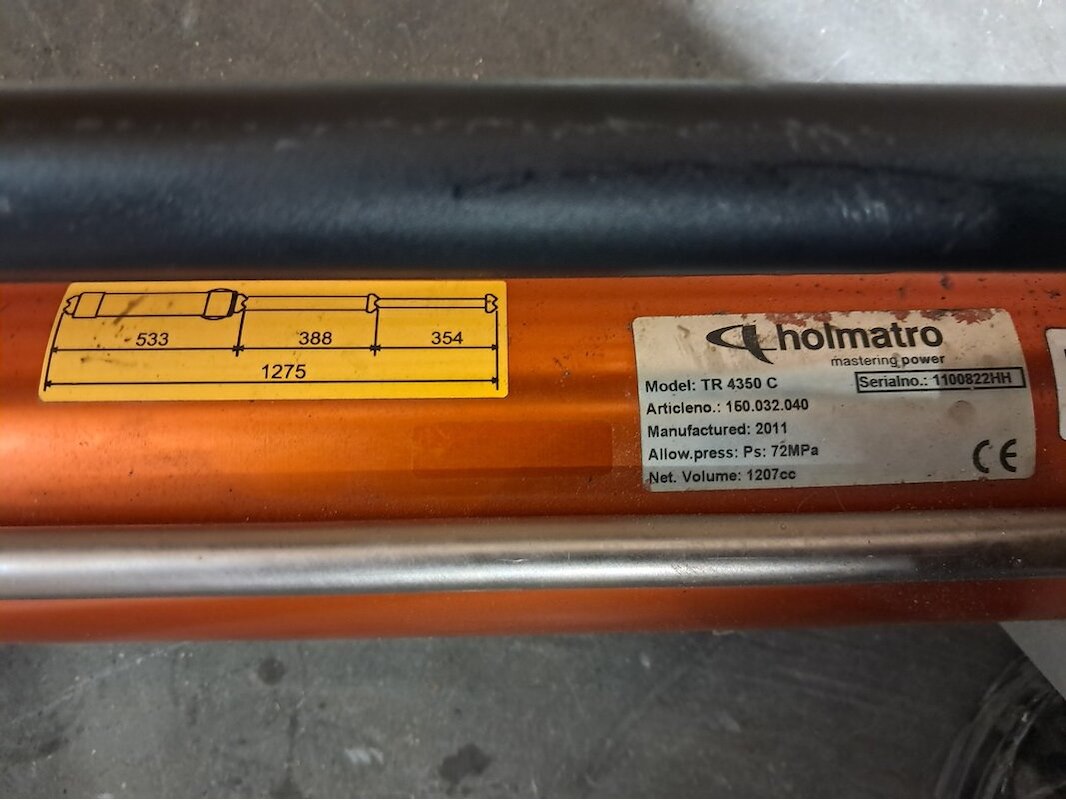 533 388 354
1275
holmatro
mastering power
Model: TR 4350 C
Serialno.: 1100822HH
Articleno.: 150.032.040
Manufactured: 2011
Allow.press: Ps: 72MPa
Net. Volume: 1207cc
CE